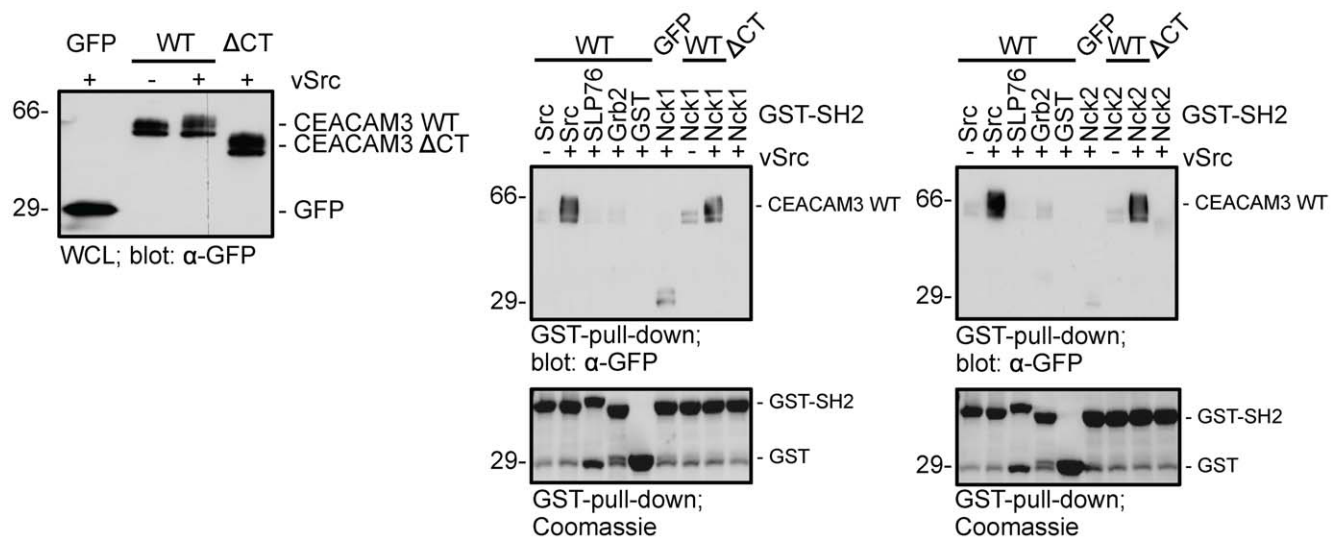 GFP WT ΔCT
+ - + + vSrc
66-
- CEACAM3 WT
- CEACAM3 ΔCT
29-
- GFP
WCL; blot: α-GFP
WT GFP WT ΔCT
Src Src SLP76 Grb2 GST Nck1 Nck1 Nck1 Nck1 GST-SH2
- + + + + + - + + vSrc
66-
- CEACAM3 WT
29-
GST-pull-down;
blot: α-GFP
- GST-SH2
29-
- GST
GST-pull-down;
Coomassie
WT GFP WT ΔCT
Src Src SLP76 Grb2 GST Nck2 Nck2 Nck2 Nck2 GST-SH2
- + + + + + - + + vSrc
66-
- CEACAM3 WT
29-
GST-pull-down;
blot: α-GFP
- GST-SH2
29-
- GST
GST-pull-down;
Coomassie